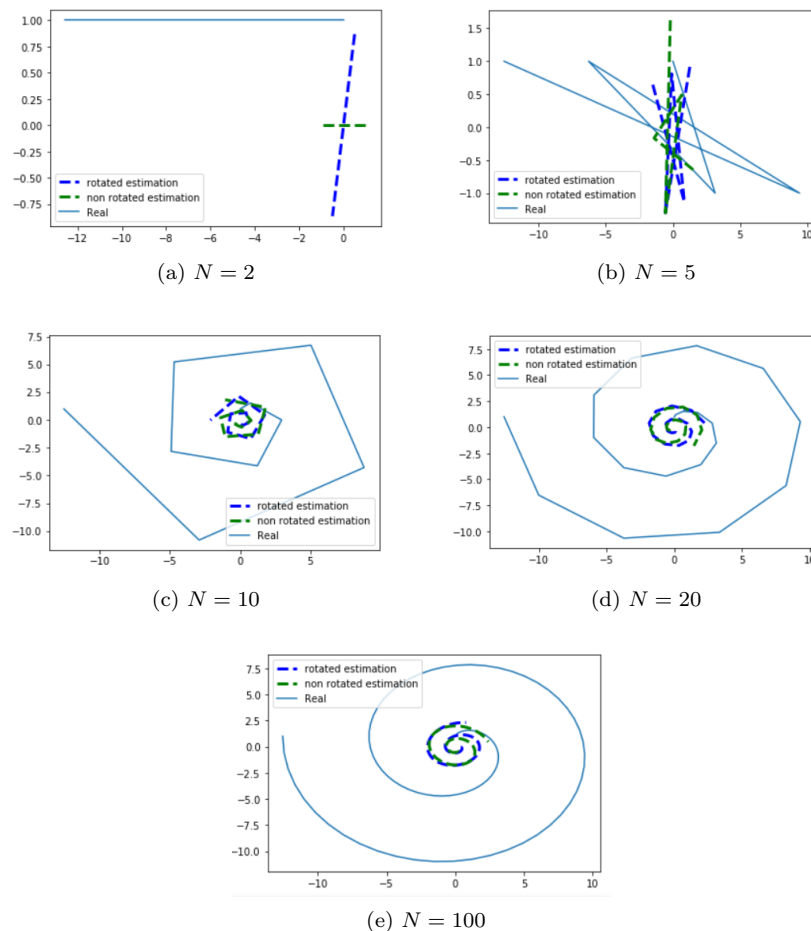 1.00
0.75
0.50
0.25
0.00
−0.25
−0.50
−0.75
rotated estimation
non rotated estimation
Real
−12 −10 −8 −6 −4 −2 0
(a) N = 2
1.5
1.0
0.5
0.0
−0.5
−1.0
rotated estimation
non rotated estimation
Real
−10 −5 0 5 10
(b) N = 5
7.5
5.0
2.5
0.0
−2.5
−5.0
−7.5
−10.0
rotated estimation
non rotated estimation
Real
−10 −5 0 5
(c) N = 10
7.5
5.0
2.5
0.0
−2.5
−5.0
−7.5
−10.0
rotated estimation
non rotated estimation
Real
−10 −5 0 5 10
(d) N = 20
7.5
5.0
2.5
0.0
−2.5
−5.0
−7.5
−10.0
rotated estimation
non rotated estimation
Real
−10 −5 0 5 10
(e) N = 100